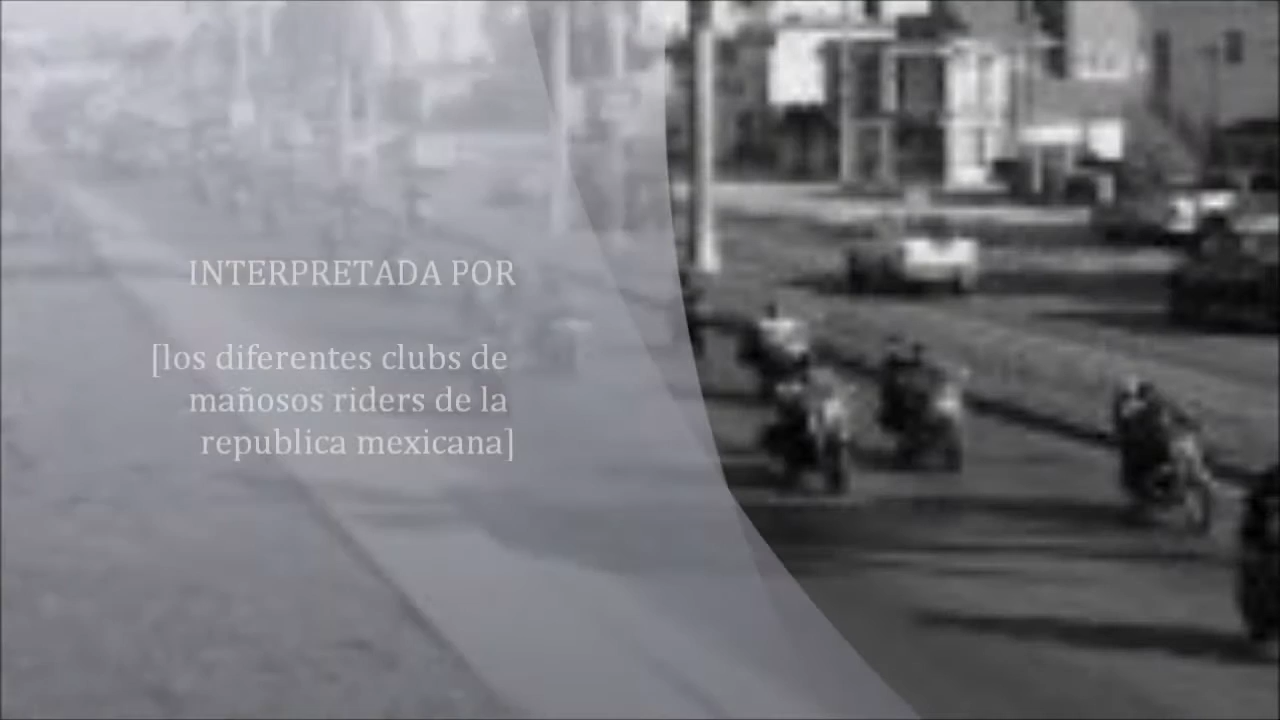 INTERPRETADA POR
[los diferentes clubs de
mañosos riders de la
republica mexicana]